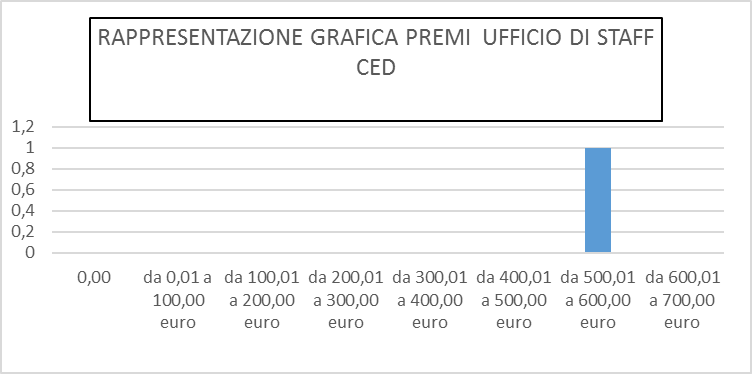 RAPPRESENTAZIONE GRAFICA PREMI  UFFICIO DI STAFF
CED
1,2
1
0,8
0,6
0,4
0,2
0
0,00
da 0,01 a
100,00
euro
da 100,01
a 200,00
euro
da 200,01
a 300,00
euro
da 300,01
a 400,00
euro
da 400,01
a 500,00
euro
da 500,01
a 600,00
euro
da 600,01
a 700,00
euro